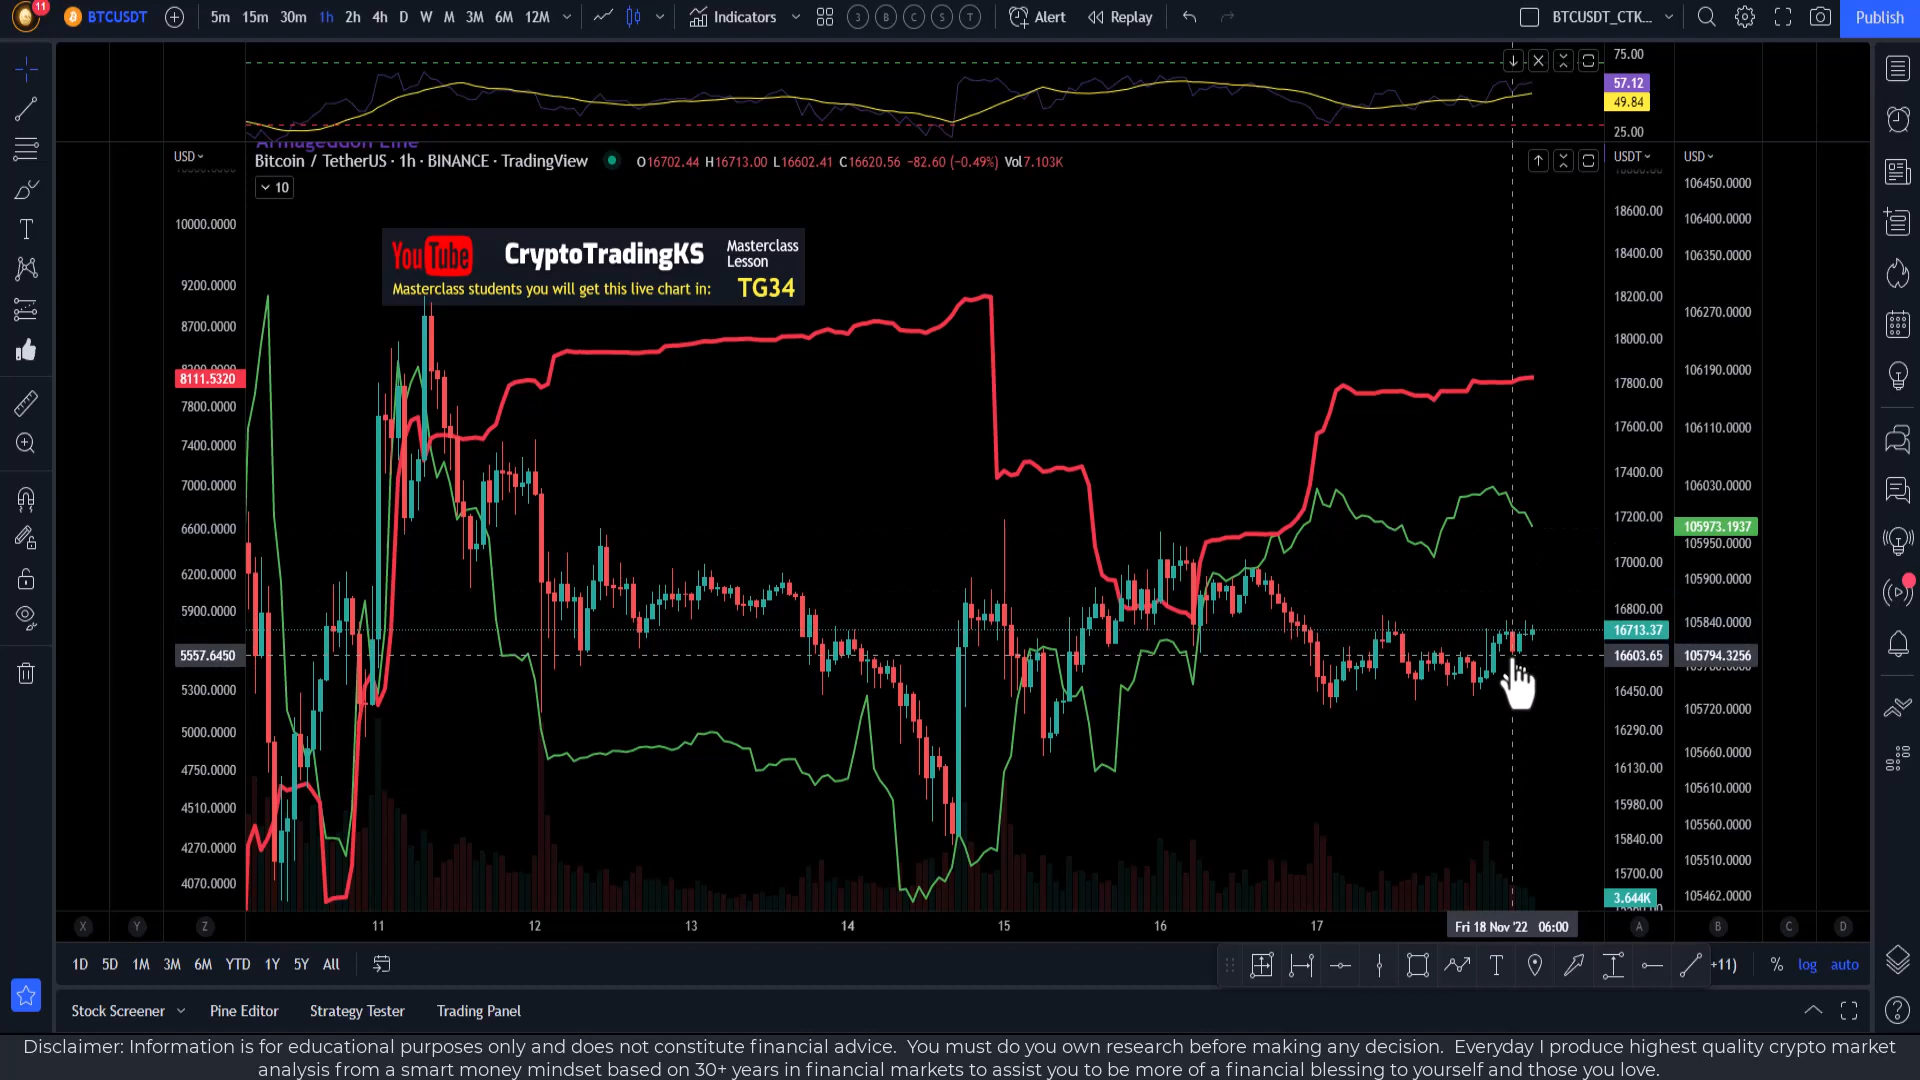 11
BTCUSDT
5m 15m 30m 1h 2h 4h D W M 3M 6M 12M
Indicators
3 B C S T
Alert
Replay
BTCUSDT_CTK...
Publish
75.00
57.12
49.84
25.00
Armageddon Line
USD
Bitcoin / TetherUS · 1h · BINANCE · TradingView
O16702.44 H16713.00 L16602.41 C16620.56 −82.60 (−0.49%) Vol7.103K
USDT
USD
10
YouTube
CryptoTradingKS
Masterclass
Lesson
Masterclass students you will get this live chart in:
TG34
10000.0000
9200.0000
8700.0000
8111.5320
7800.0000
7400.0000
7000.0000
6600.0000
6200.0000
5900.0000
5557.6450
5300.0000
5000.0000
4750.0000
4510.0000
4270.0000
4070.0000
18600.00
18400.00
18200.00
18000.00
17800.00
17600.00
17400.00
17200.00
17000.00
16800.00
16713.37
16603.65
16450.00
16290.00
16130.00
15980.00
15840.00
15700.00
3.644K
106450.0000
106400.0000
106350.0000
106270.0000
106190.0000
106110.0000
106030.0000
105973.1937
105950.0000
105900.0000
105840.0000
105794.3256
105720.0000
105660.0000
105610.0000
105560.0000
105510.0000
105462.0000
X Y Z
11 12 13 14 15 16 17
Fri 18 Nov '22 06:00
A B C D
1D 5D 1M 3M 6M YTD 1Y 5Y All
+11)
% log auto
Stock Screener
Pine Editor
Strategy Tester
Trading Panel
Disclaimer: Information is for educational purposes only and does not constitute financial advice. You must do you own research before making any decision. Everyday I produce highest quality crypto market
analysis from a smart money mindset based on 30+ years in financial markets to assist you to be more of a financial blessing to yourself and those you love.